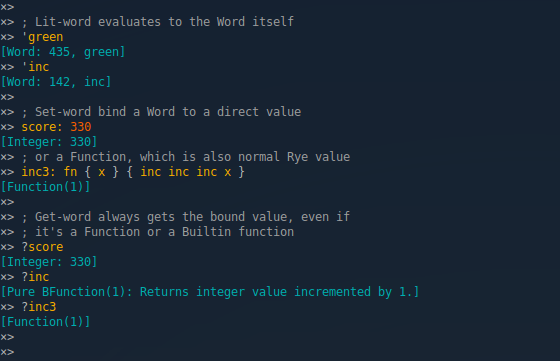 ×>
×> ; Lit-word evaluates to the Word itself
×> 'green
[Word: 435, green]
×> 'inc
[Word: 142, inc]
×>
×> ; Set-word bind a Word to a direct value
×> score: 330
[Integer: 330]
×> ; or a Function, which is also normal Rye value
×> inc3: fn { x } { inc inc inc x }
[Function(1)]
×>
×> ; Get-word always gets the bound value, even if
×> ; it's a Function or a Builtin function
×> ?score
[Integer: 330]
×> ?inc
[Pure BFunction(1): Returns integer value incremented by 1.]
×> ?inc3
[Function(1)]
×>
×>